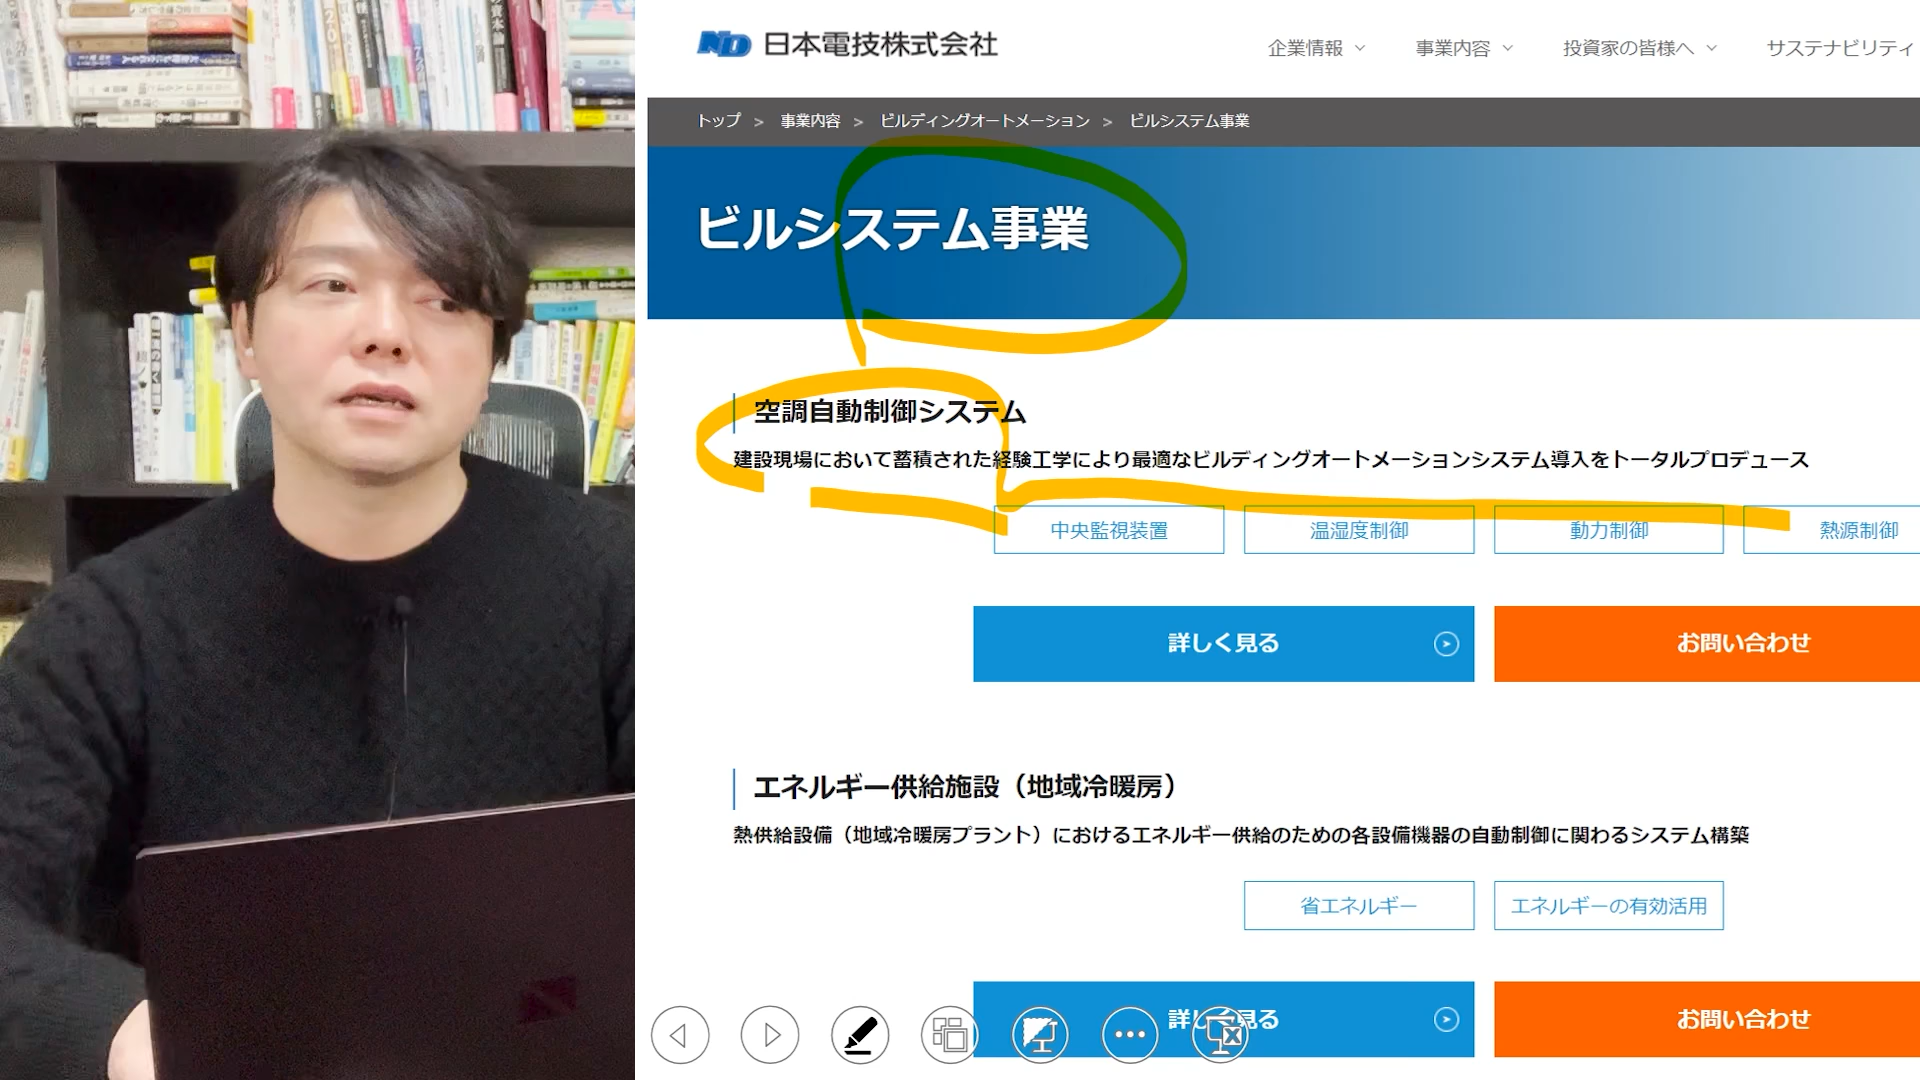 ND 日本電技株式会社
企業情報 事業内容 投資家の皆様へ サステナビリティ
トップ > 事業内容 > ビルディングオートメーション > ビルシステム事業
ビルシステム事業
空調自動制御システム
建設現場において蓄積された経験工学により最適なビルディングオートメーションシステム導入をトータルプロデュース
中央監視装置 温湿度制御 動力制御 熱源制御
詳しく見る お問い合わせ
エネルギー供給施設（地域冷暖房）
熱供給設備（地域冷暖房プラント）におけるエネルギー供給のための各設備機器の自動制御に関わるシステム構築
省エネルギー エネルギーの有効活用
詳しく見る お問い合わせ